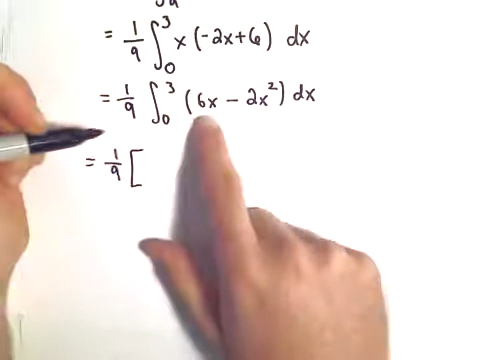 = 1/9 ∫₀³ x (-2x+6) dx
= 1/9 ∫₀³ (6x - 2x²) dx
= 1/9 [